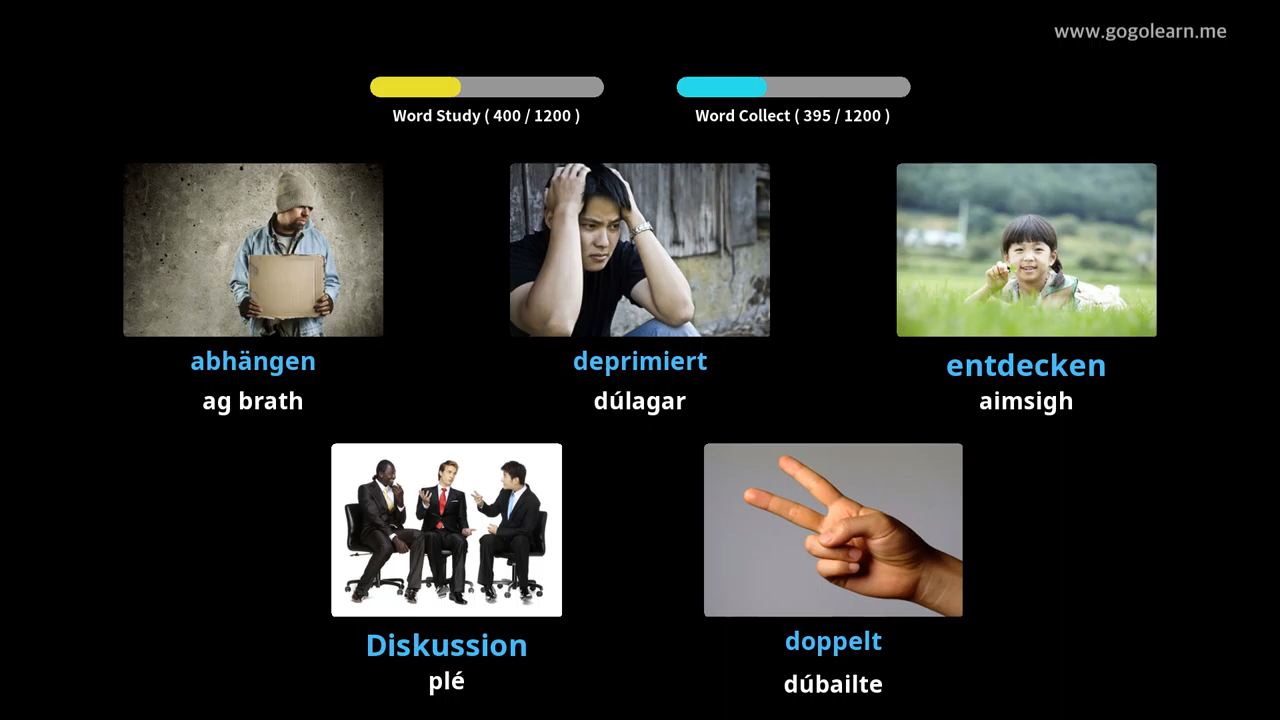 www.gogolearn.me
Word Study ( 400 / 1200 )
Word Collect ( 395 / 1200 )
abhängen
ag brath
deprimiert
dúlagar
entdecken
aimsigh
Diskussion
plé
doppelt
dúbailte